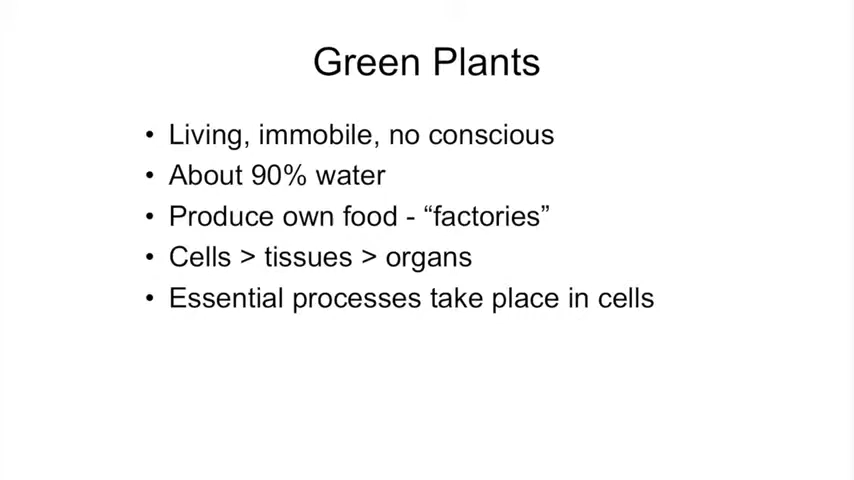 Green Plants
• Living, immobile, no conscious
• About 90% water
• Produce own food - “factories”
• Cells > tissues > organs
• Essential processes take place in cells